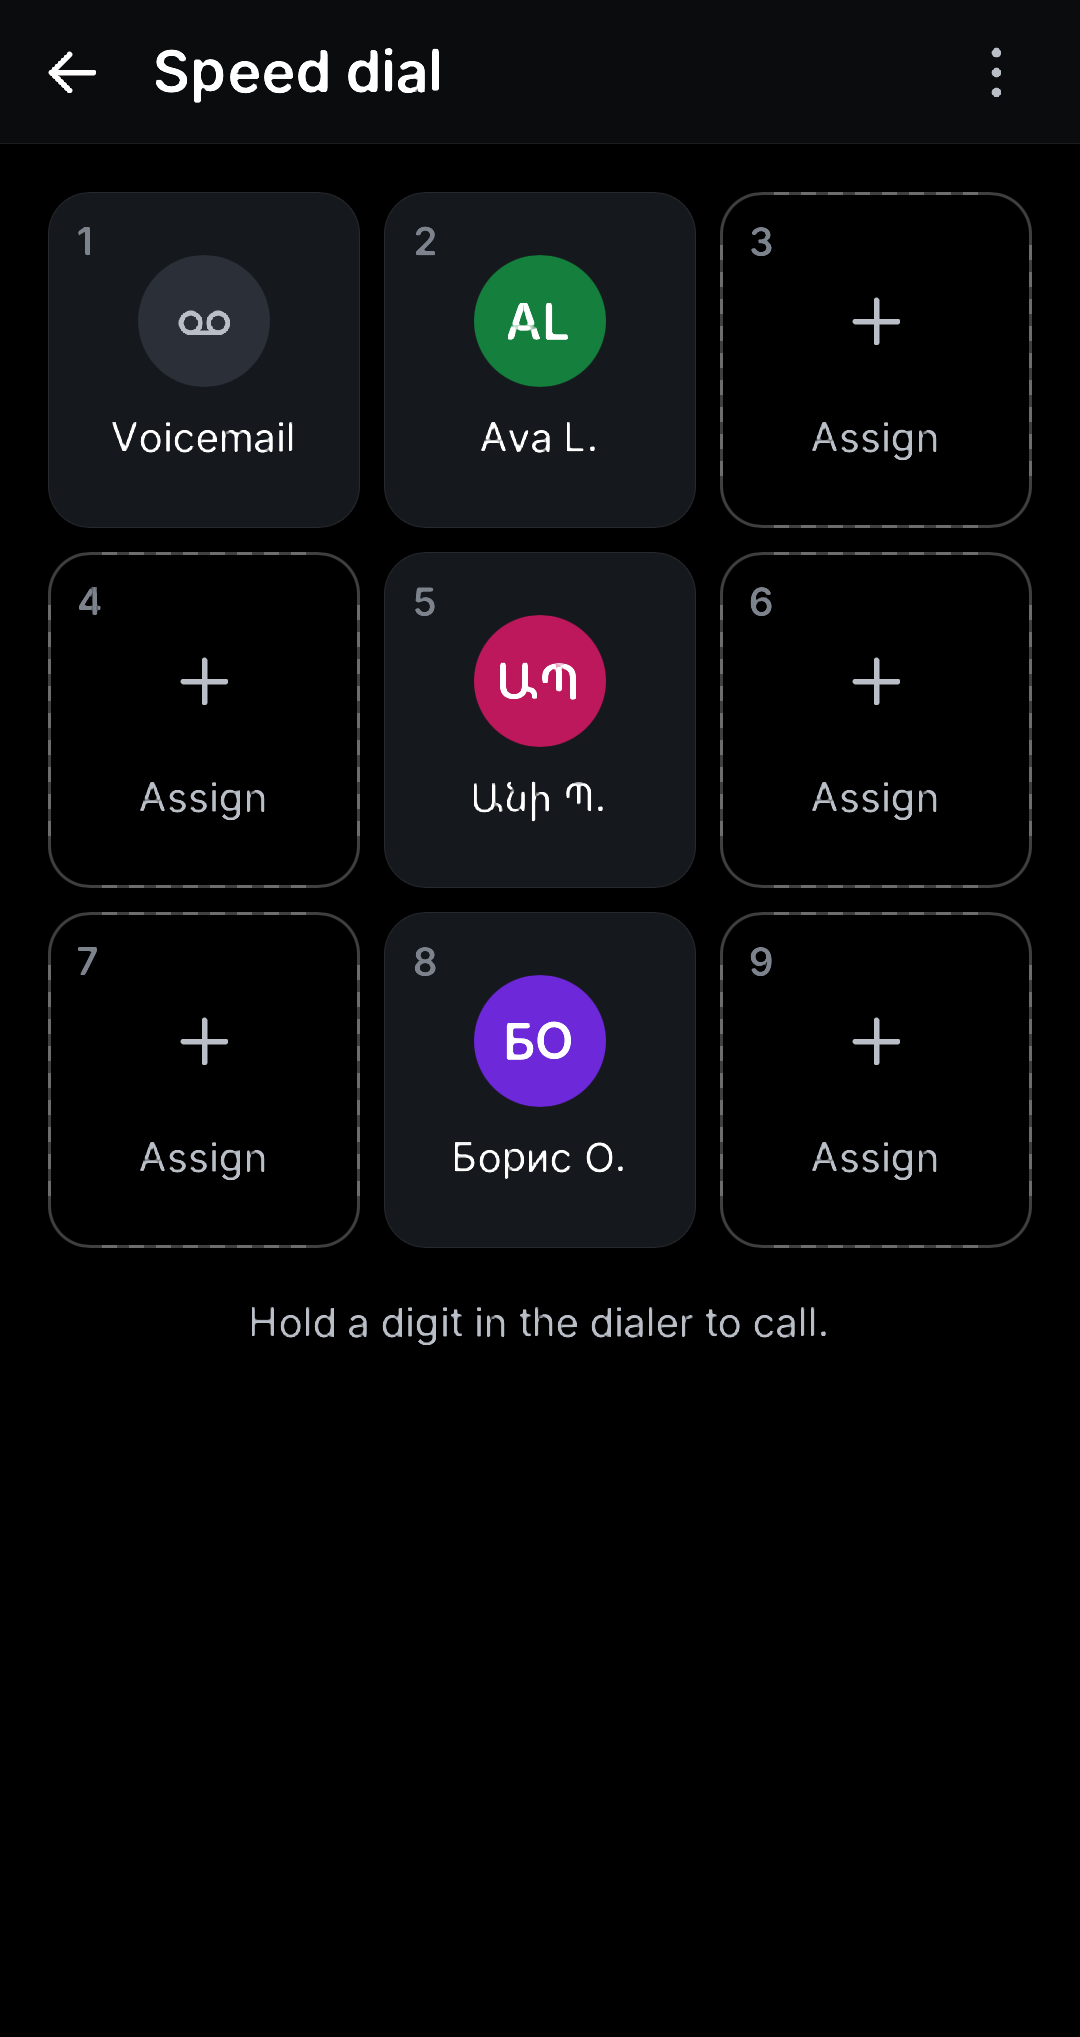 Speed dial
1
Voicemail
2
AL
Ava L.
3
Assign
4
Assign
5
ԱՊ
Անի Պ.
6
Assign
7
Assign
8
БО
Борис О.
9
Assign
Hold a digit in the dialer to call.